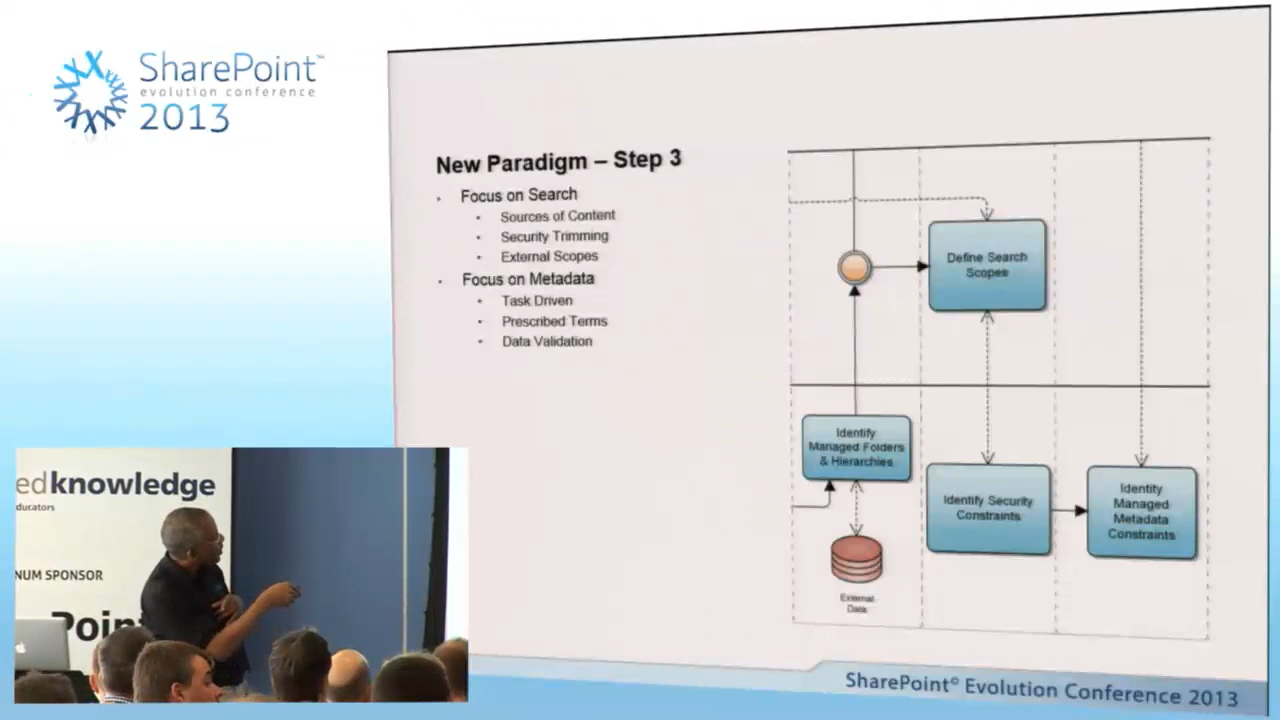 SharePoint™
evolution conference
2013
New Paradigm – Step 3
Focus on Search
Sources of Content
Security Trimming
External Scopes
Focus on Metadata
Task Driven
Prescribed Terms
Data Validation
Define Search
Scopes
Identify
Managed Folders
& Hierarchies
External
Data
Identify Security
Constraints
Identify
Managed
Metadata
Constraints
edknowledge
ducators
NUM SPONSOR
Poin
SharePoint® Evolution Conference 2013